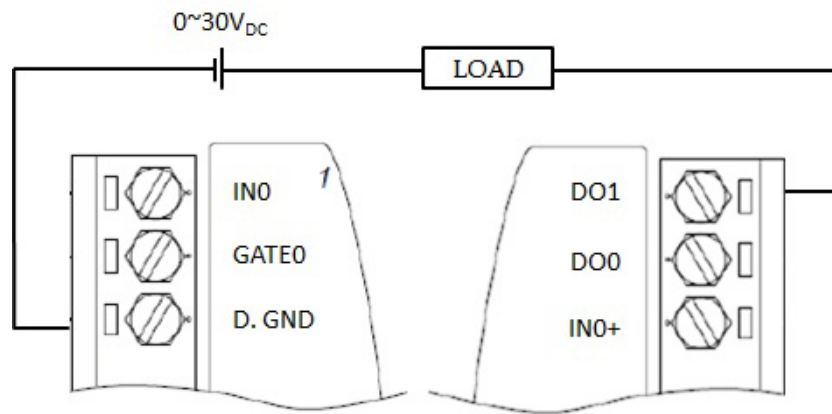 0~30VDC
LOAD
IN0
1
GATE0
D. GND
DO1
DO0
IN0+